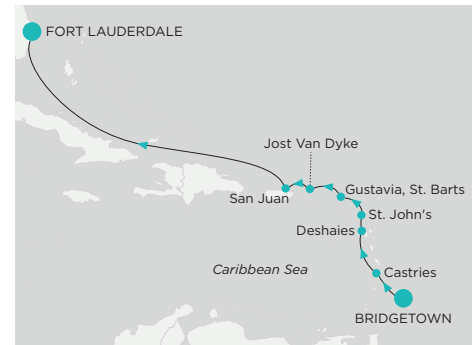 FORT LAUDERDALE
Jost Van Dyke
San Juan
Gustavia, St. Barts
St. John's
Deshaies
Caribbean Sea
Castries
BRIDGETOWN